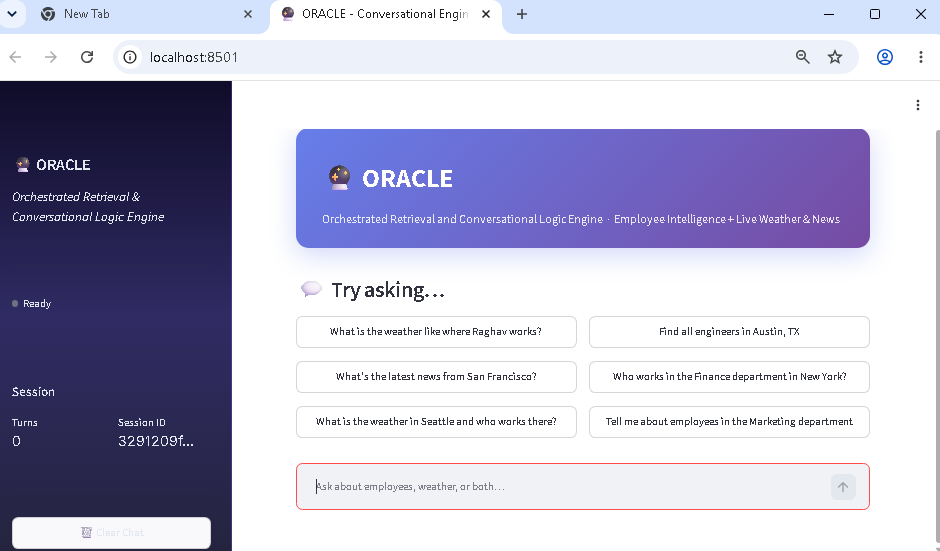 New Tab
ORACLE - Conversational Engin
localhost:8501
ORACLE
Orchestrated Retrieval &
Conversational Logic Engine
Ready
Session
Turns
0
Session ID
3291209f...
Clear Chat
ORACLE
Orchestrated Retrieval and Conversational Logic Engine · Employee Intelligence + Live Weather & News
Try asking...
What is the weather like where Raghav works?
Find all engineers in Austin, TX
What's the latest news from San Francisco?
Who works in the Finance department in New York?
What is the weather in Seattle and who works there?
Tell me about employees in the Marketing department
Ask about employees, weather, or both...